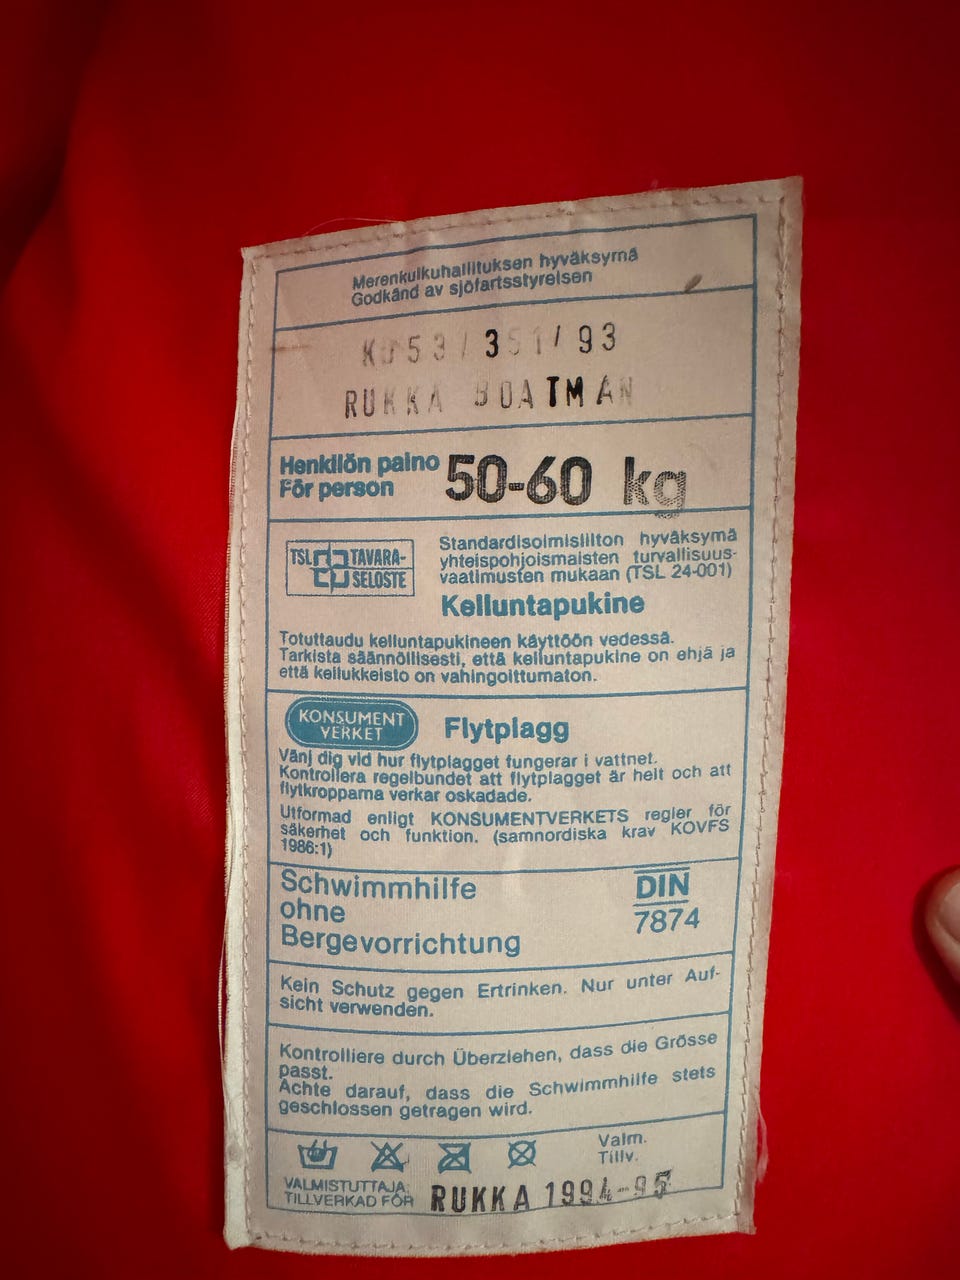 Merenkulkuhallituksen hyväksymä
Godkänd av sjöfartsstyrelsen
53/351/93
RUKKA BOATMAN
Henkilön paino
För person
50-60 kg
TSL TAVARA-
SELOSTE
Standardisoimisliiton hyväksymä
yhteispohjoismaisten turvallisuus-
vaatimusten mukaan (TSL 24-001)
Kelluntapukine
Totuttaudu kelluntapukineen käyttöön vedessä.
Tarkista säännöllisesti, että kelluntapukine on ehjä ja
että kellukkeisto on vahingoittumaton.
KONSUMENT
VERKET
Flytplagg
Vänj dig vid hur flytplagget fungerar i vattnet.
Kontrollera regelbundet att flytplagget är helt och att
flytkropparna verkar oskadade.
Utformad enligt KONSUMENTVERKETS regler för
säkerhet och funktion. (samnordiska krav KOVFS
1986:1)
Schwimmhilfe
ohne
Bergevorrichtung
DIN
7874
Kein Schutz gegen Ertrinken. Nur unter Auf-
sicht verwenden.
Kontrolliere durch Überziehen, dass die Grösse
passt.
Achte darauf, dass die Schwimmhilfe stets
geschlossen getragen wird.
Valm.
Tillv.
VALMISTUTTAJA:
TILLVERKAD FÖR
RUKKA 1994-95